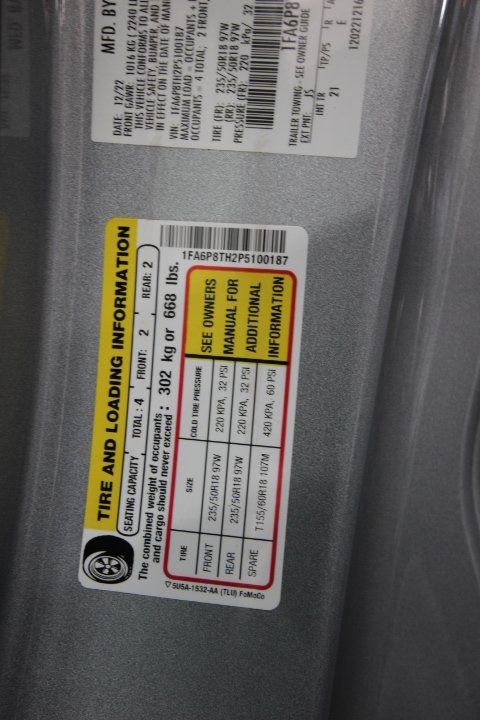 MFD. BY
DATE: 12/22
FRONT GAWR: 1016 KG ( 2240 L
THIS VEHICLE CONFORMS TO ALL
VEHICLE SAFETY, BUMPER, AND
IN EFFECT ON THE DATE OF MAN
VIN: 1FA6P8TH2P5100187
MAXIMUM LOAD = OCCUPANTS +
OCCUPANTS = 4 TOTAL; 2 FRONT,
TIRE (FR): 235/50R18 97W
(RR): 235/50R18 97W
PRESSURE (FR): 220 kPa/ 32
1FA6P8
TRAILER TOWING - SEE OWNER GUIDE
EXT PNT: JS
INT TR TP/PS R A
21 E
120221216
TIRE AND LOADING INFORMATION
SEATING CAPACITY TOTAL: 4 FRONT: 2 REAR: 2
The combined weight of occupants
and cargo should never exceed: 302 kg or 668 lbs.
1FA6P8TH2P5100187
TIRE SIZE COLD TIRE PRESSURE
FRONT 235/50R18 97W 220 KPA, 32 PSI
REAR 235/50R18 97W 220 KPA, 32 PSI
SPARE T155/60R18 107M 420 KPA, 60 PSI
SEE OWNERS
MANUAL FOR
ADDITIONAL
INFORMATION
5U5A-1532-AA (TLU) FoMoCo